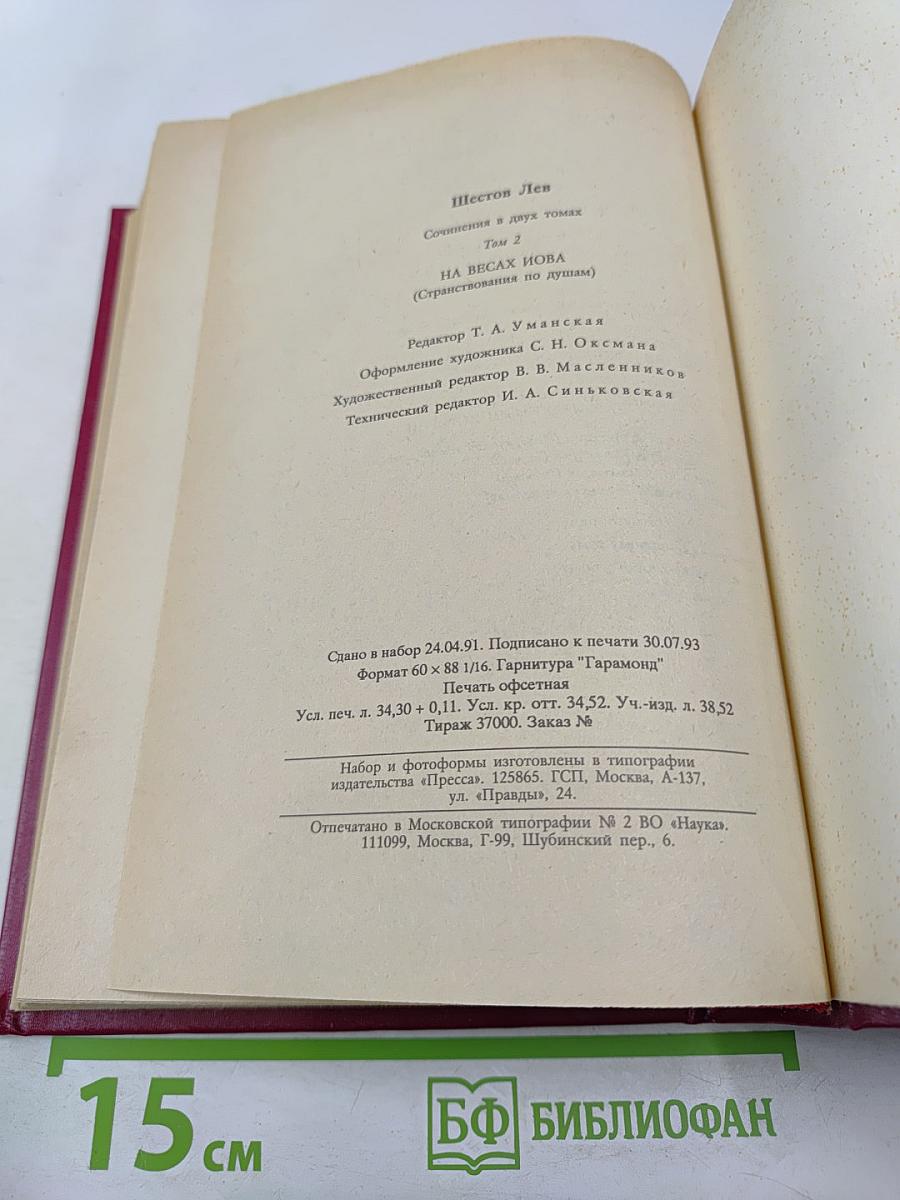 Шестов Лев
Сочинения в двух томах
Том 2
НА ВЕСАХ ИОВА
(Странствования по душам)
Редактор Т. А. Уманская
Оформление художника С. Н. Оксмана
Художественный редактор В. В. Масленников
Технический редактор И. А. Синьковская
Сдано в набор 24.04.91. Подписано к печати 30.07.93
Формат 60 × 88 1/16. Гарнитура "Гарамонд"
Печать офсетная
Усл. печ. л. 34,30 + 0,11. Усл. кр. отт. 34,52. Уч.-изд. л. 38,52
Тираж 37000. Заказ №
Набор и фотоформы изготовлены в типографии
издательства «Пресса». 125865. ГСП, Москва, А-137,
ул. «Правды», 24.
Отпечатано в Московской типографии № 2 ВО «Наука».
111099, Москва, Г-99, Шубинский пер., 6.
15 см
БФ БИБЛИОФАН